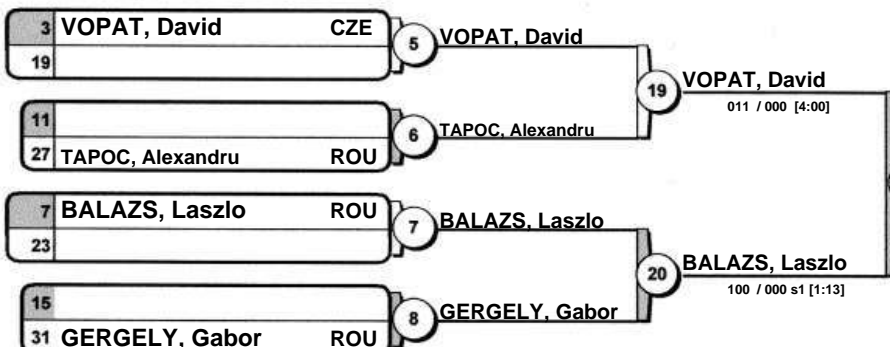 3 VOPAT, David CZE
19
5
VOPAT, David
11
27 TAPOC, Alexandru ROU
6
TAPOC, Alexandru
19
VOPAT, David
011 / 000 [4:00]
7 BALAZS, Laszlo ROU
23
7
BALAZS, Laszlo
15
31 GERGELY, Gabor ROU
8
GERGELY, Gabor
20
BALAZS, Laszlo
100 / 000 s1 [1:13]